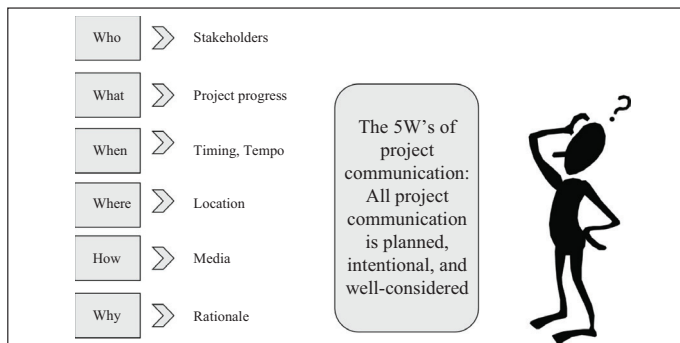 Who
Stakeholders
What
Project progress
When
Timing, Tempo
Where
Location
How
Media
Why
Rationale
The 5W's of
project
communication:
All project
communication
is planned,
intentional, and
well-considered
?